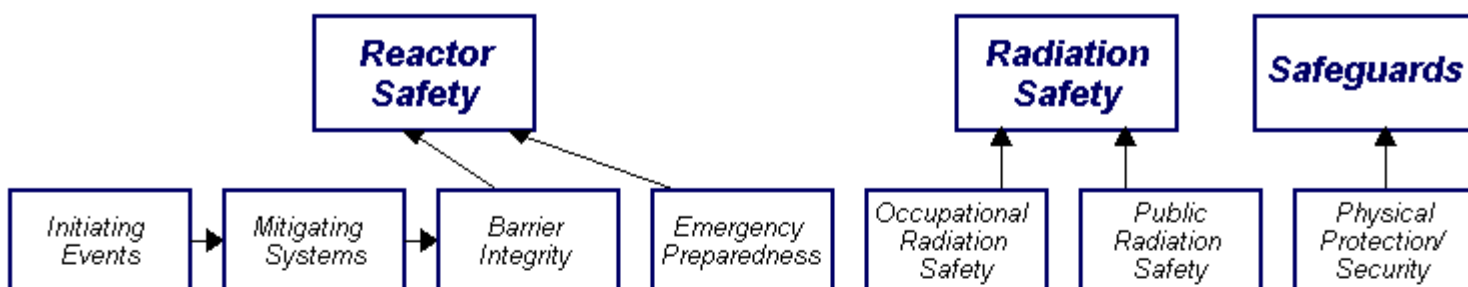 Reactor
Safety
Radiation
Safety
Safeguards
Initiating
Events
Mitigating
Systems
Barrier
Integrity
Emergency
Preparedness
Occupational
Radiation
Safety
Public
Radiation
Safety
Physical
Protection/
Security